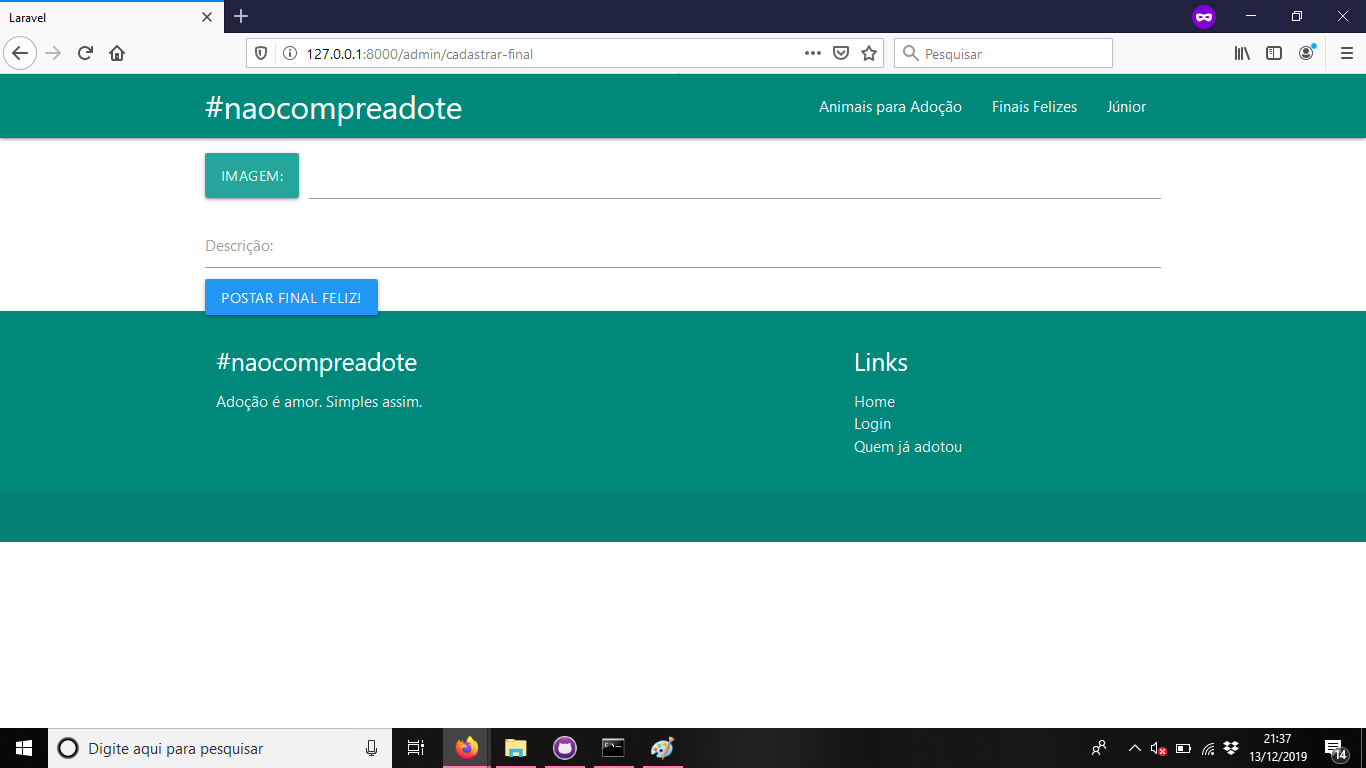 Laravel
127.0.0.1:8000/admin/cadastrar-final
Pesquisar
#naocompreadote
Animais para Adoção
Finais Felizes
Júnior
IMAGEM:
Descrição:
POSTAR FINAL FELIZ!
#naocompreadote
Adoção é amor. Simples assim.
Links
Home
Login
Quem já adotou
Digite aqui para pesquisar
21:37
13/12/2019
14